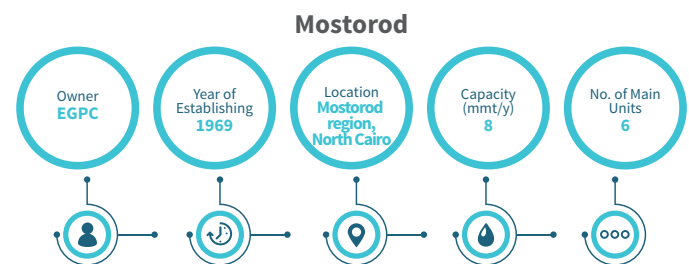 Mostorod
Owner
EGPC
Year of
Establishing
1969
Location
Mostorod
region,
North Cairo
Capacity
(mmt/y)
8
No. of Main
Units
6